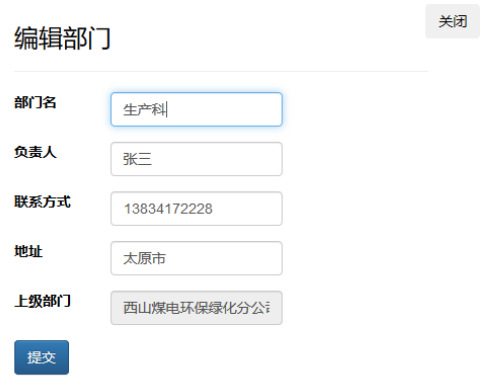 关闭
编辑部门
部门名 生产科
负责人 张三
联系方式 13834172228
地址 太原市
上级部门 西山煤电环保绿化分公
提交